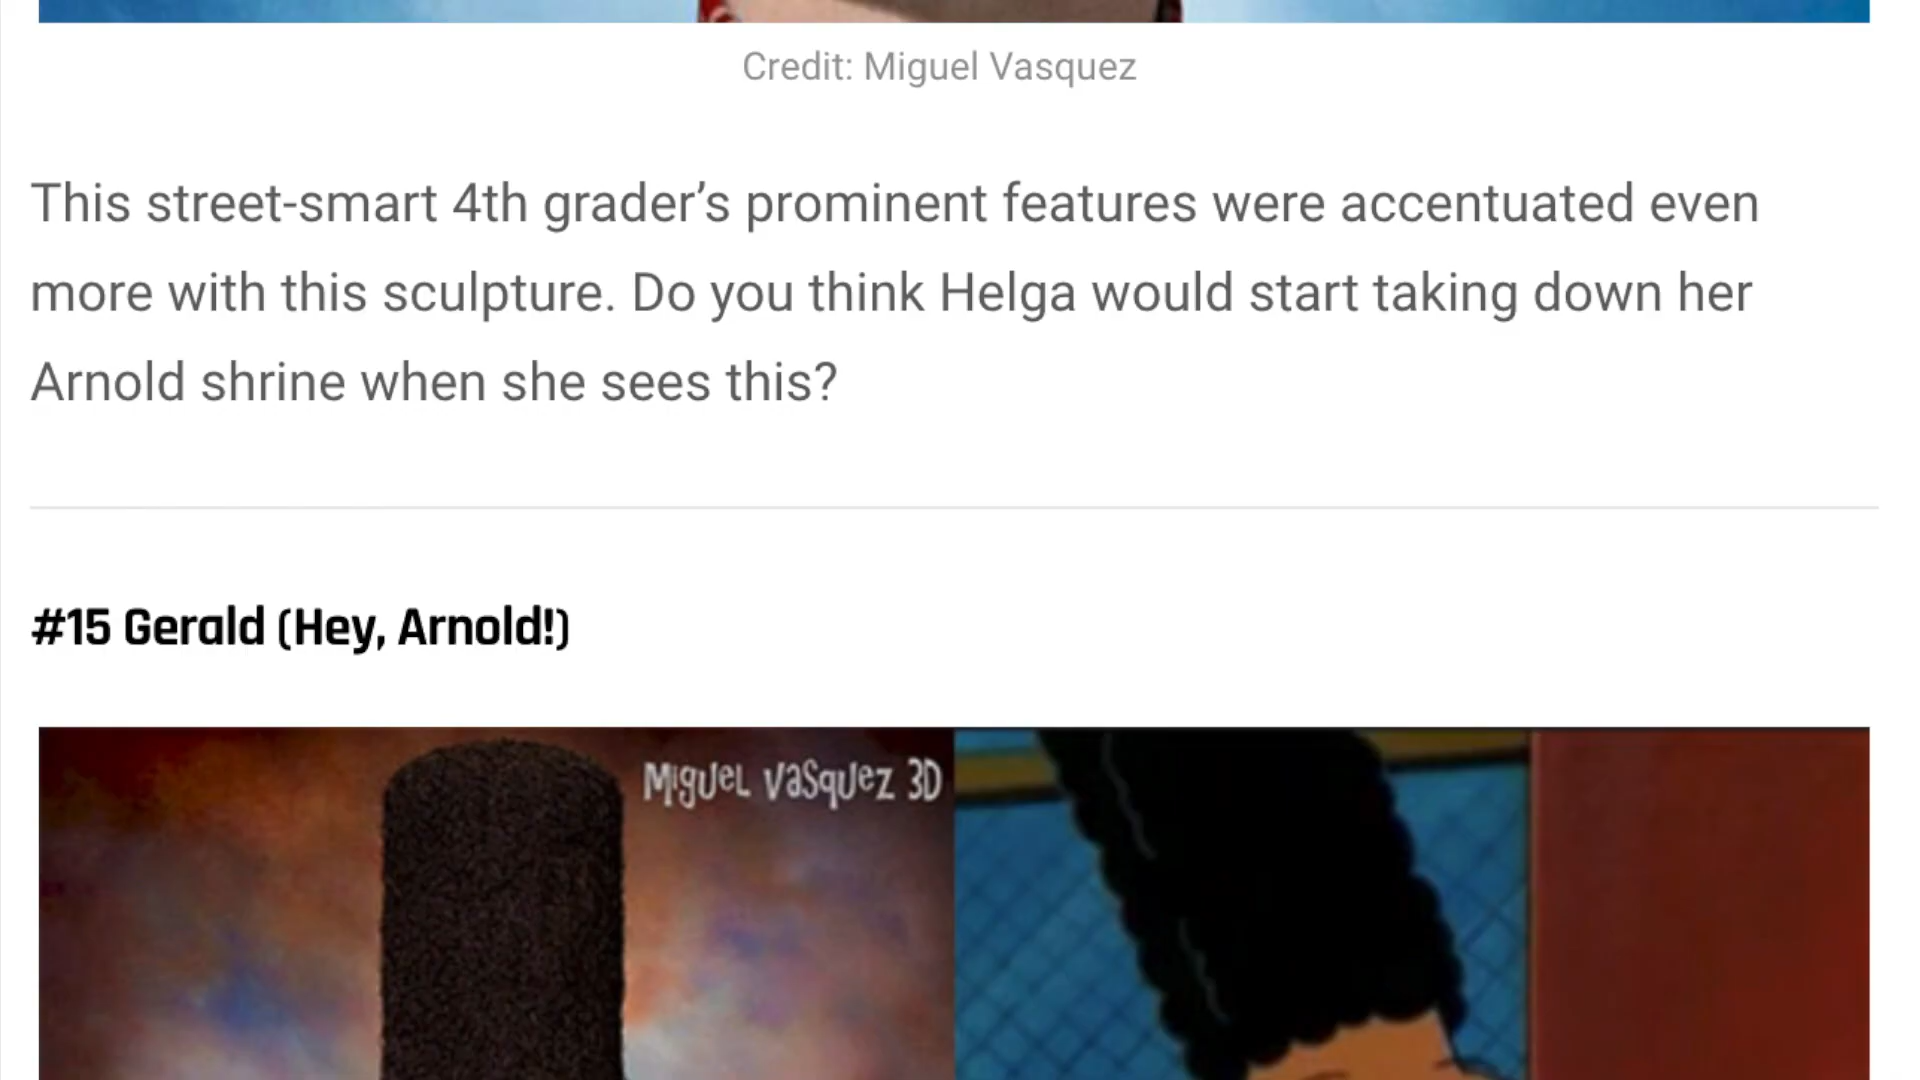 Credit: Miguel Vasquez
This street-smart 4th grader’s prominent features were accentuated even
more with this sculpture. Do you think Helga would start taking down her
Arnold shrine when she sees this?
#15 Gerald (Hey, Arnold!)
MiguEL VaSquEz 3D